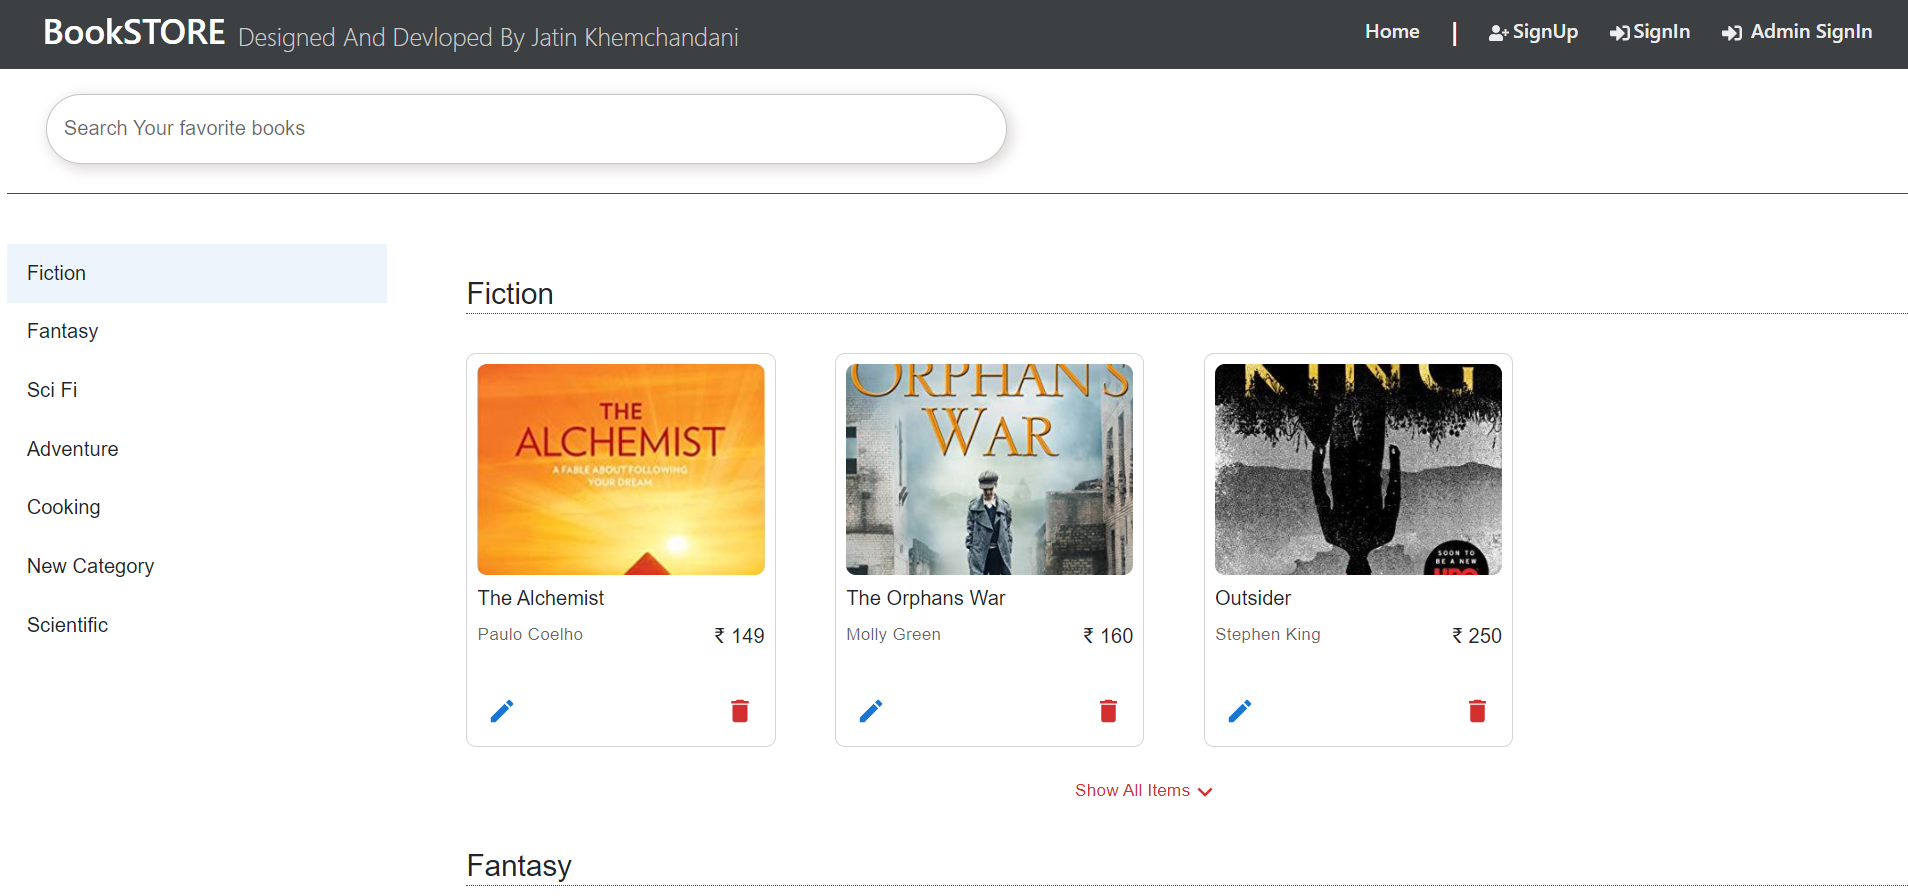 BookSTORE Designed And Devloped By Jatin Khemchandani Home | SignUp SignIn Admin SignIn
Search Your favorite books
Fiction
Fantasy
Sci Fi
Adventure
Cooking
New Category
Scientific
Fiction
THE
ALCHEMIST
A FABLE ABOUT FOLLOWING
YOUR DREAM
The Alchemist
Paulo Coelho ₹ 149
ORPHAN'S
WAR
The Orphans War
Molly Green ₹ 160
KING
SOON TO
BE A NEW
HBO
Outsider
Stephen King ₹ 250
Show All Items
Fantasy